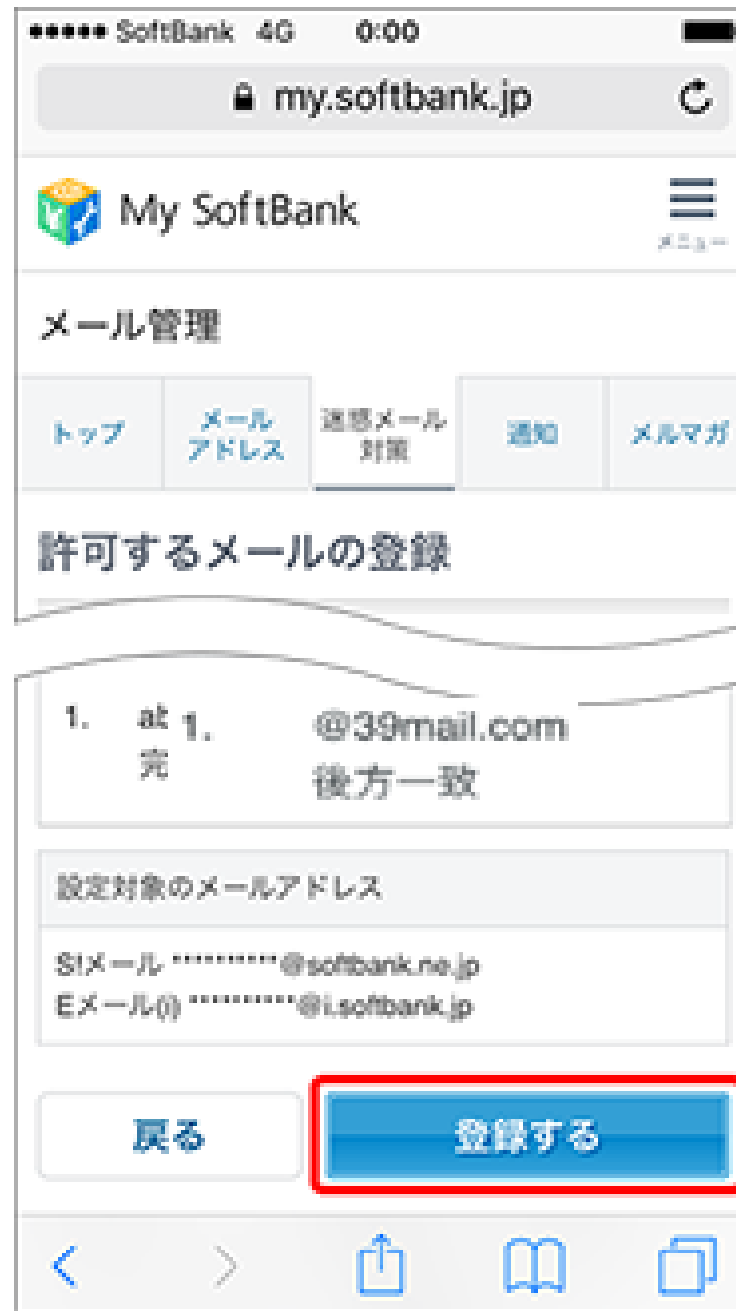 SoftBank 4G 0:00
my.softbank.jp
My SoftBank
メニュー
メール管理
トップ
メール
アドレス
迷惑メール
対策
通知
メルマガ
許可するメールの登録
1. at 1. @39mail.com
完 後方一致
設定対象のメールアドレス
S!メール **********@softbank.ne.jp
Eメール(i) **********@i.softbank.jp
戻る 登録する